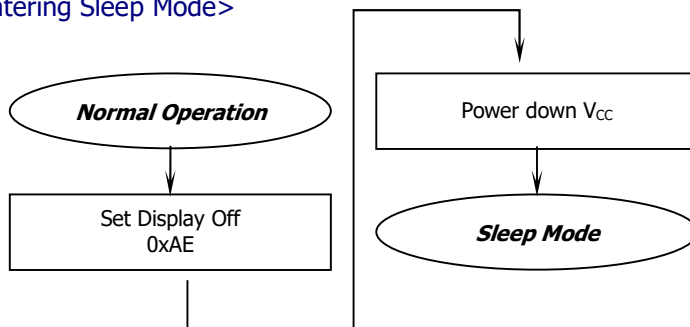 ntering Sleep Mode>
Normal Operation
Set Display Off
0xAE
Power down VCC
Sleep Mode